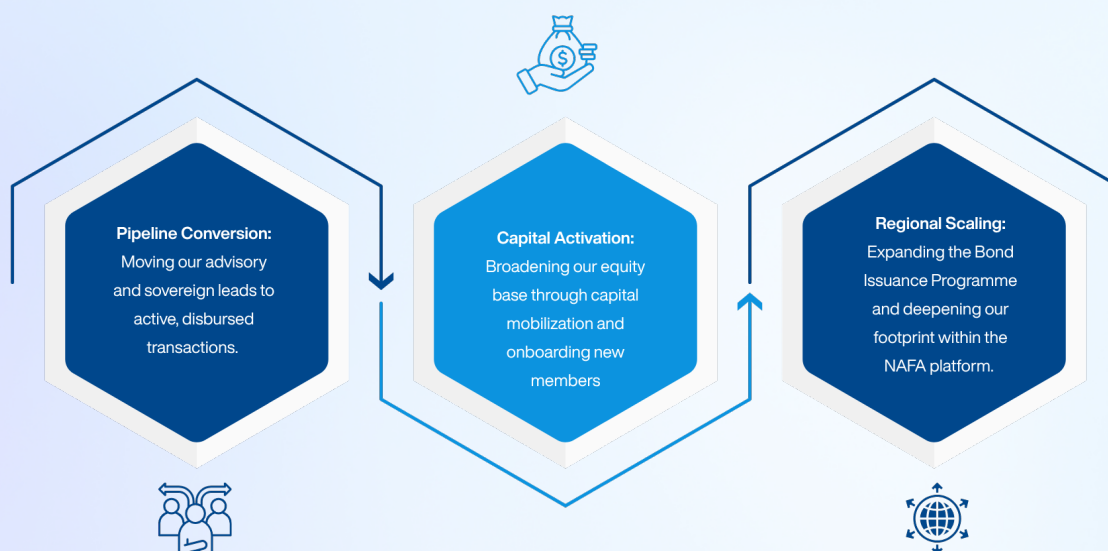 Pipeline Conversion:
Moving our advisory
and sovereign leads to
active, disbursed
transactions.
$
Capital Activation:
Broadening our equity
base through capital
mobilization and
onboarding new
members
Regional Scaling:
Expanding the Bond
Issuance Programme
and deepening our
footprint within the
NAFA platform.